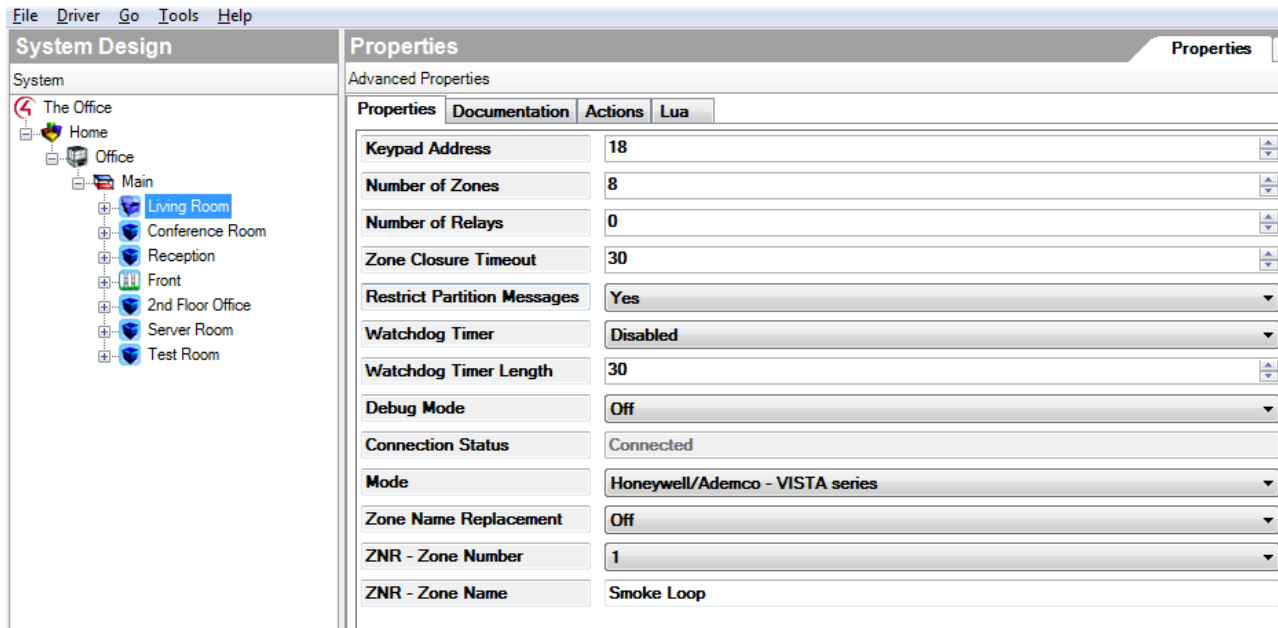 File Driver Go Tools Help
System Design
System
The Office
Home
Office
Main
Living Room
Conference Room
Reception
Front
2nd Floor Office
Server Room
Test Room
Properties
Properties
Advanced Properties
Properties Documentation Actions Lua
Keypad Address 18
Number of Zones 8
Number of Relays 0
Zone Closure Timeout 30
Restrict Partition Messages Yes
Watchdog Timer Disabled
Watchdog Timer Length 30
Debug Mode Off
Connection Status Connected
Mode Honeywell/Ademco - VISTA series
Zone Name Replacement Off
ZNR - Zone Number 1
ZNR - Zone Name Smoke Loop